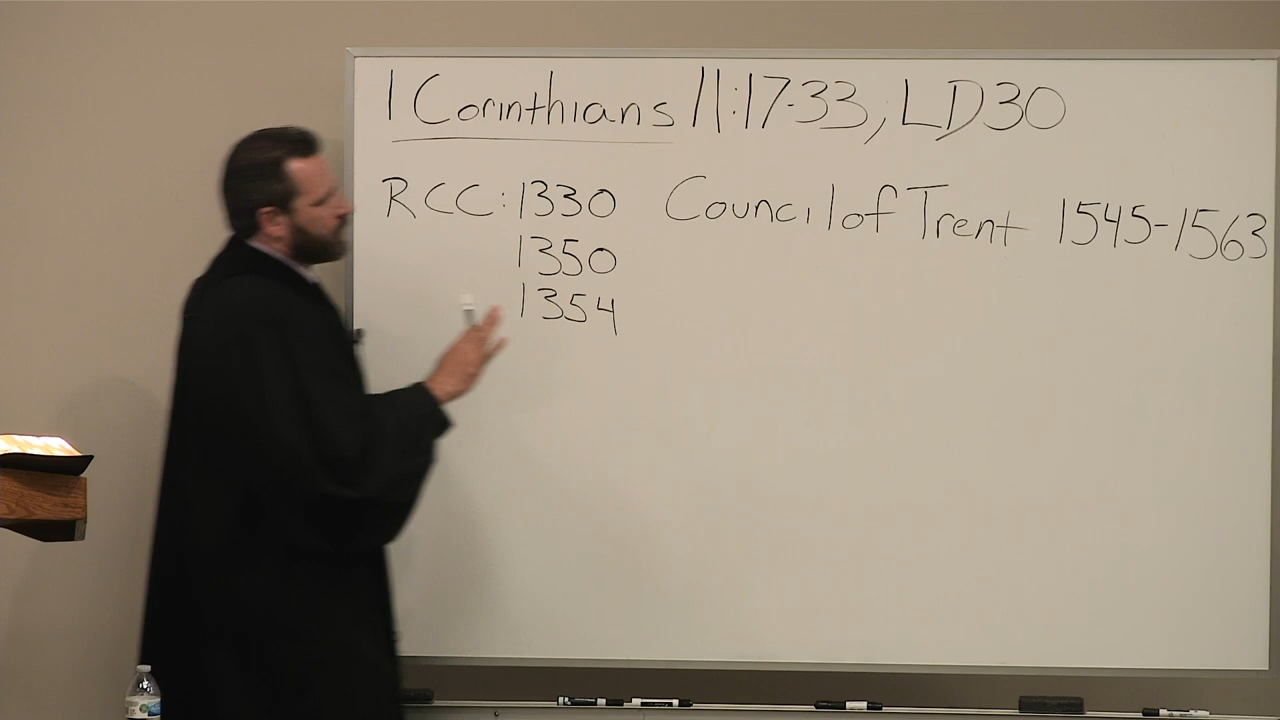 1 Corinthians 11:17-33, LD30
RCC: 1330 Council of Trent 1545-1563
1350
1354